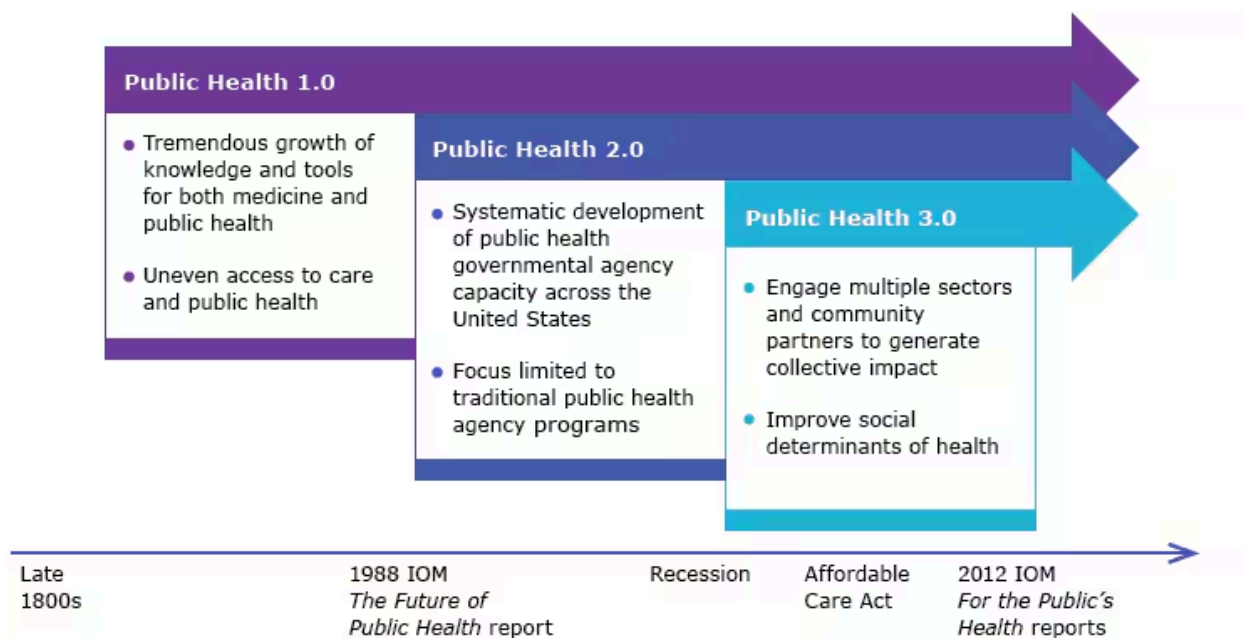 Public Health 1.0
• Tremendous growth of
knowledge and tools
for both medicine and
public health
• Uneven access to care
and public health
Public Health 2.0
• Systematic development
of public health
governmental agency
capacity across the
United States
• Focus limited to
traditional public health
agency programs
Public Health 3.0
• Engage multiple sectors
and community
partners to generate
collective impact
• Improve social
determinants of health
Late
1800s
1988 IOM
The Future of
Public Health report
Recession
Affordable
Care Act
2012 IOM
For the Public’s
Health reports